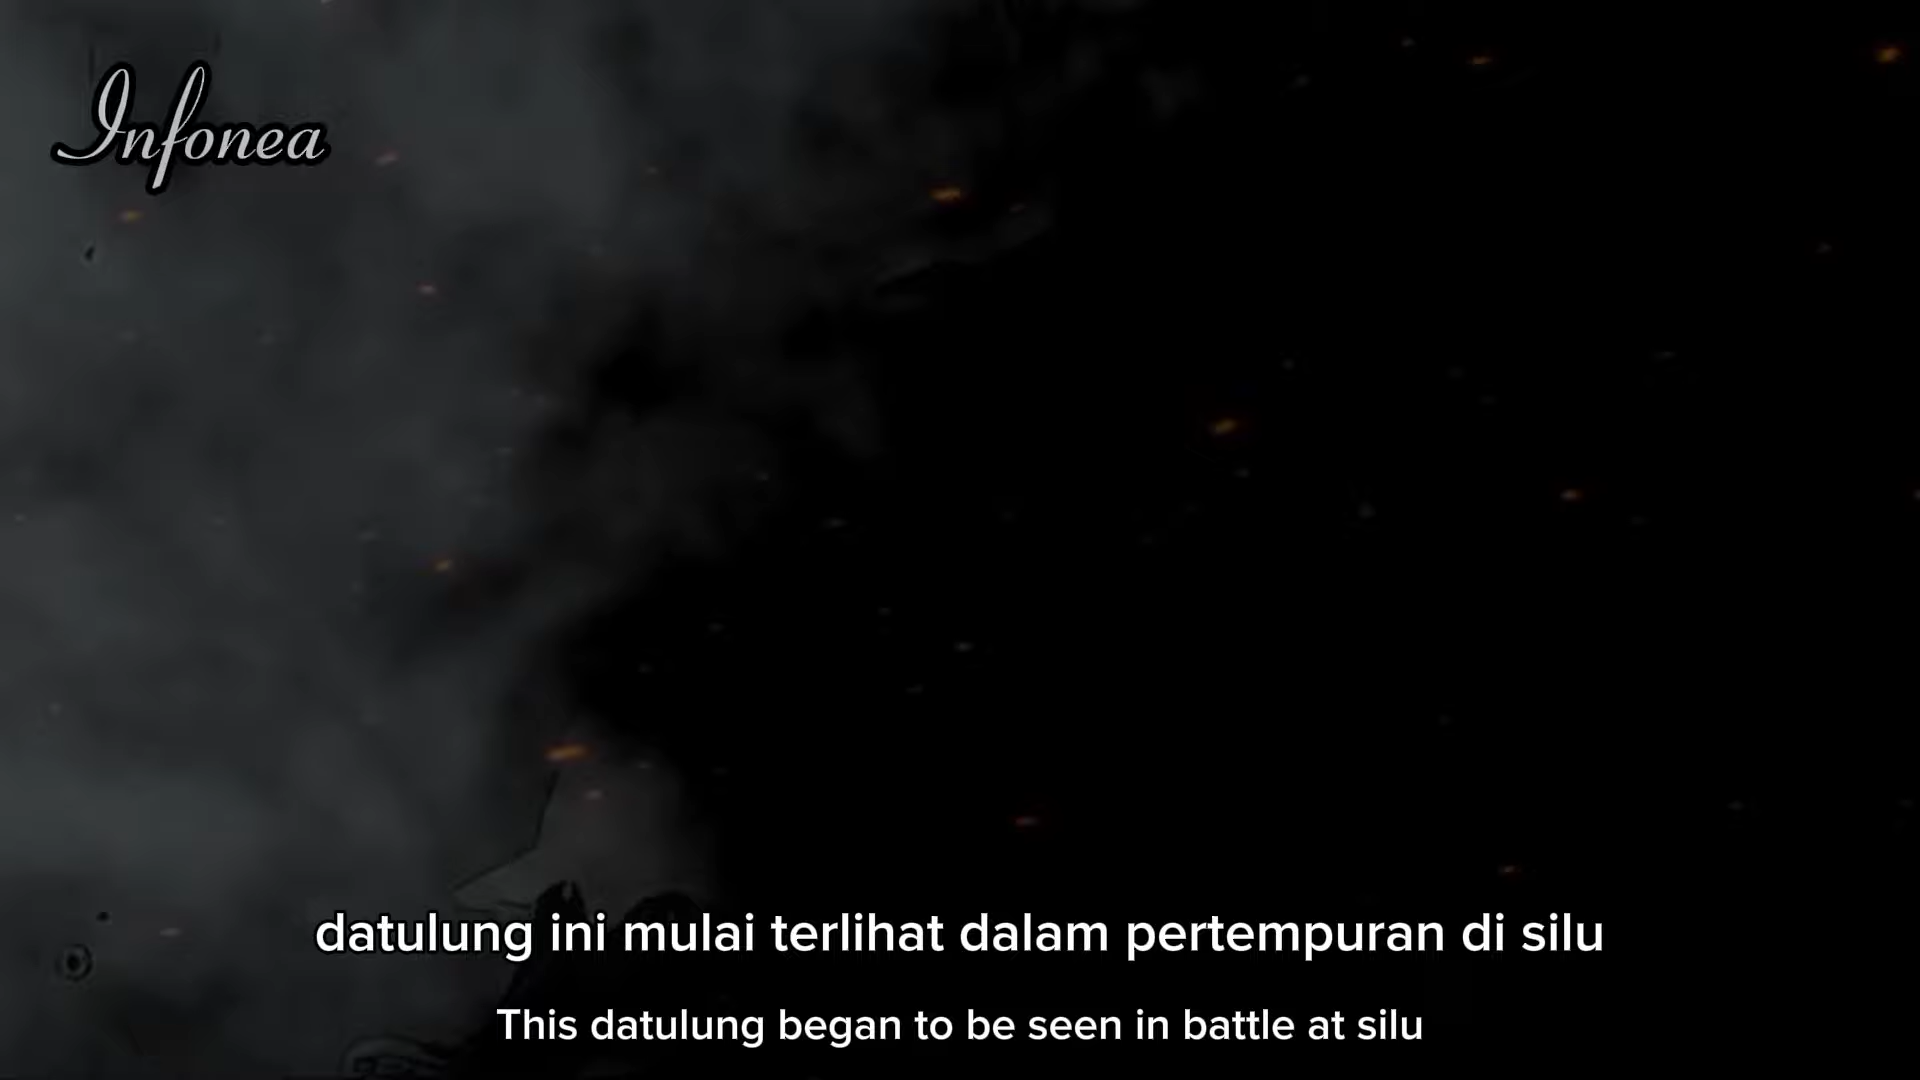 Infonea
datulung ini mulai terlihat dalam pertempuran di silu
This datulung began to be seen in battle at silu